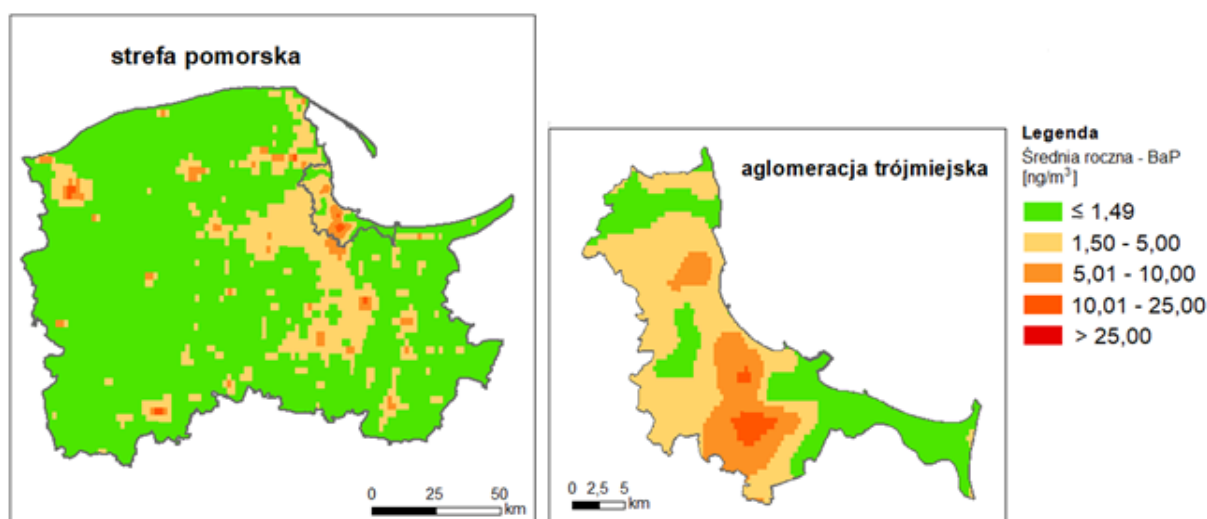 strefa pomorska
0 25 50
km
aglomeracja trójmiejska
0 2,5 5
km
Legenda
Średnia roczna - BaP
[ng/m³]
≤ 1,49
1,50 - 5,00
5,01 - 10,00
10,01 - 25,00
> 25,00